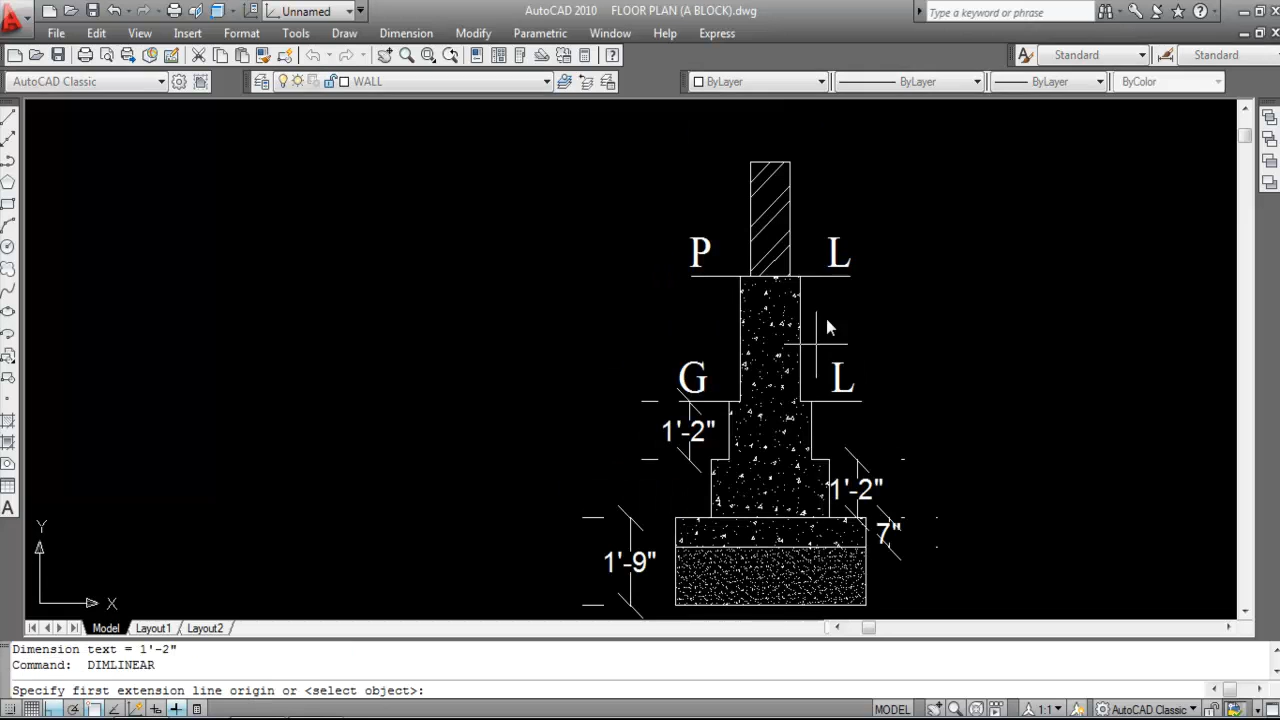 Unnamed
AutoCAD 2010 FLOOR PLAN (A BLOCK).dwg
Type a keyword or phrase
File Edit View Insert Format Tools Draw Dimension Modify Parametric Window Help Express
Standard Standard
AutoCAD Classic WALL ByLayer ByLayer ByLayer ByColor
P L
G L
1'-2"
1'-2"
7"
1'-9"
Y
X
Model Layout1 Layout2
Dimension text = 1'-2"
Command: DIMLINEAR
Specify first extension line origin or <select object>:
MODEL 1:1 AutoCAD Classic